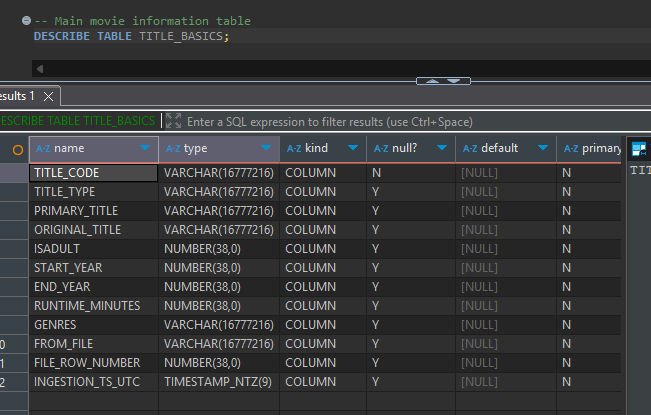 -- Main movie information table
DESCRIBE TABLE TITLE_BASICS;
esults 1
ESCRIBE TABLE TITLE_BASICS Enter a SQL expression to filter results (use Ctrl+Space)
A-Z name A-Z type A-Z kind A-Z null? A-Z default A-Z primary
TITLE_CODE VARCHAR(16777216) COLUMN N [NULL] N TIT
TITLE_TYPE VARCHAR(16777216) COLUMN Y [NULL] N
PRIMARY_TITLE VARCHAR(16777216) COLUMN Y [NULL] N
ORIGINAL_TITLE VARCHAR(16777216) COLUMN Y [NULL] N
ISADULT NUMBER(38,0) COLUMN Y [NULL] N
START_YEAR NUMBER(38,0) COLUMN Y [NULL] N
END_YEAR NUMBER(38,0) COLUMN Y [NULL] N
RUNTIME_MINUTES NUMBER(38,0) COLUMN Y [NULL] N
GENRES VARCHAR(16777216) COLUMN Y [NULL] N
0 FROM_FILE VARCHAR(16777216) COLUMN Y [NULL] N
1 FILE_ROW_NUMBER NUMBER(38,0) COLUMN Y [NULL] N
2 INGESTION_TS_UTC TIMESTAMP_NTZ(9) COLUMN Y [NULL] N